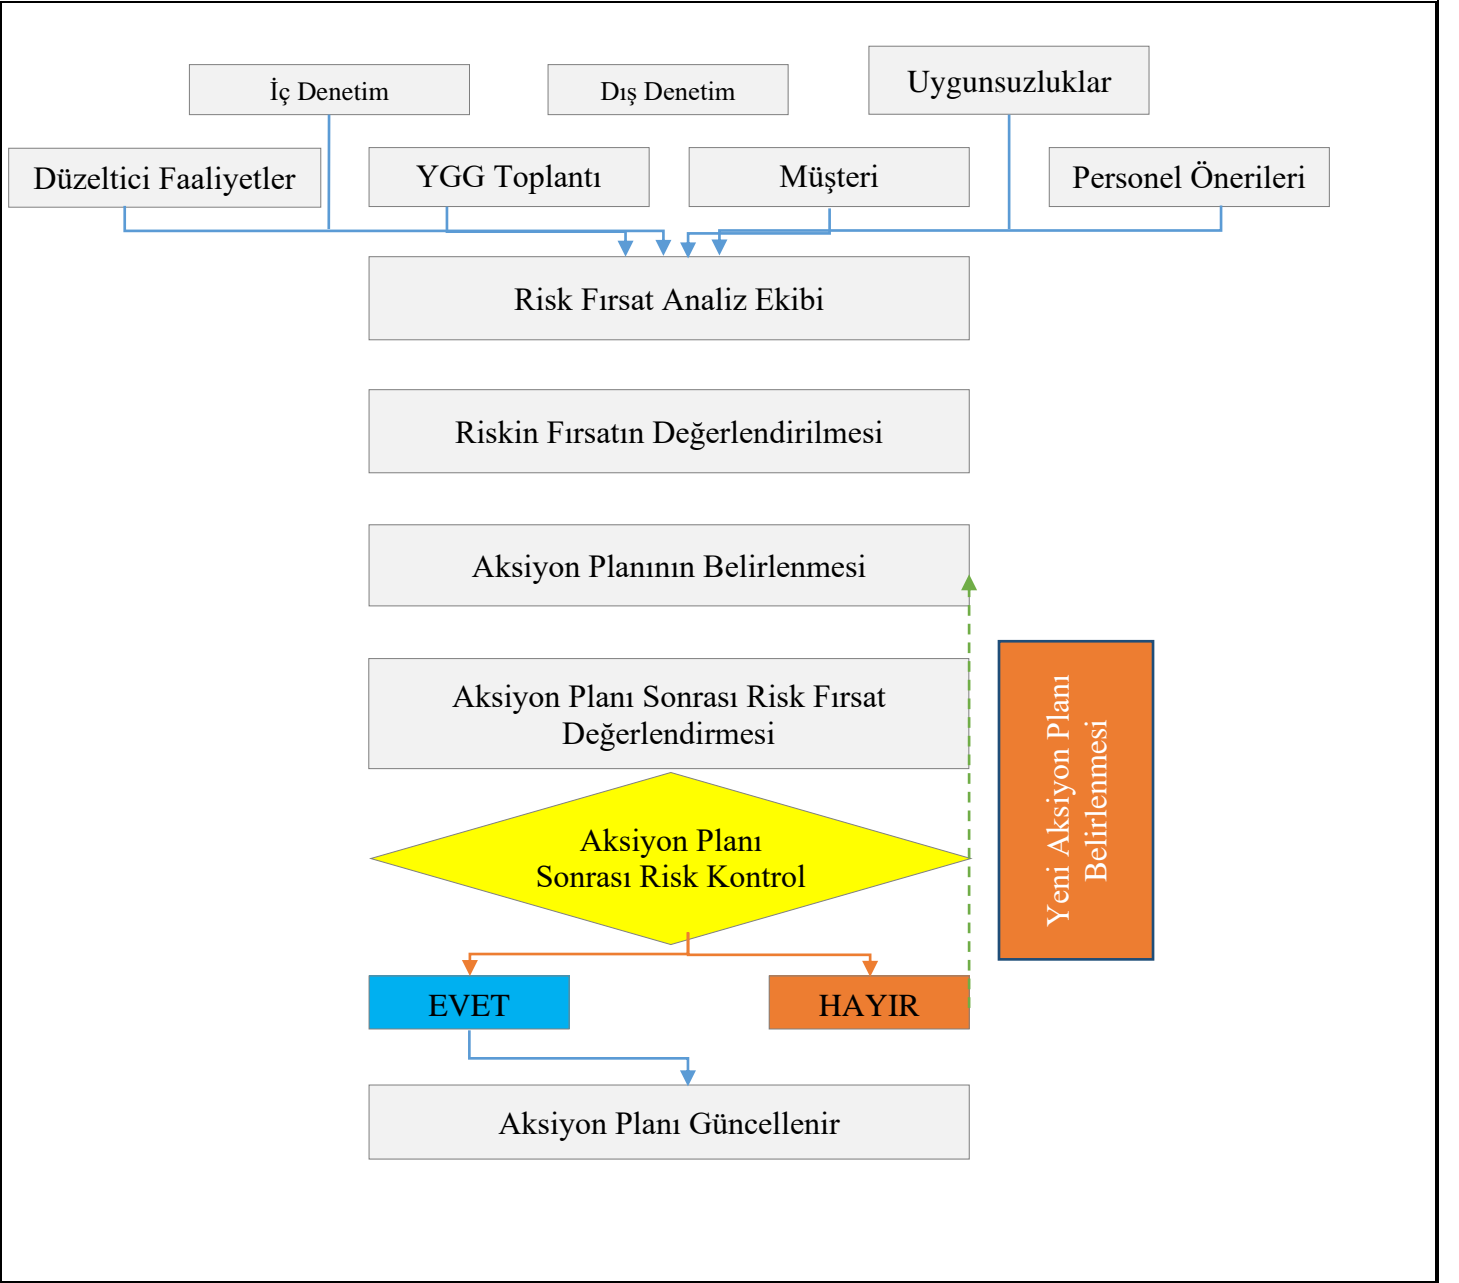 İç Denetim
Dış Denetim
Uygunsuzluklar
Düzeltici Faaliyetler
YGG Toplantı
Müşteri
Personel Önerileri
Risk Fırsat Analiz Ekibi
Riskin Fırsatın Değerlendirilmesi
Aksiyon Planının Belirlenmesi
Aksiyon Planı Sonrası Risk Fırsat
Değerlendirmesi
Yeni Aksiyon Planı
Belirlenmesi
Aksiyon Planı
Sonrası Risk Kontrol
EVET
HAYIR
Aksiyon Planı Güncellenir